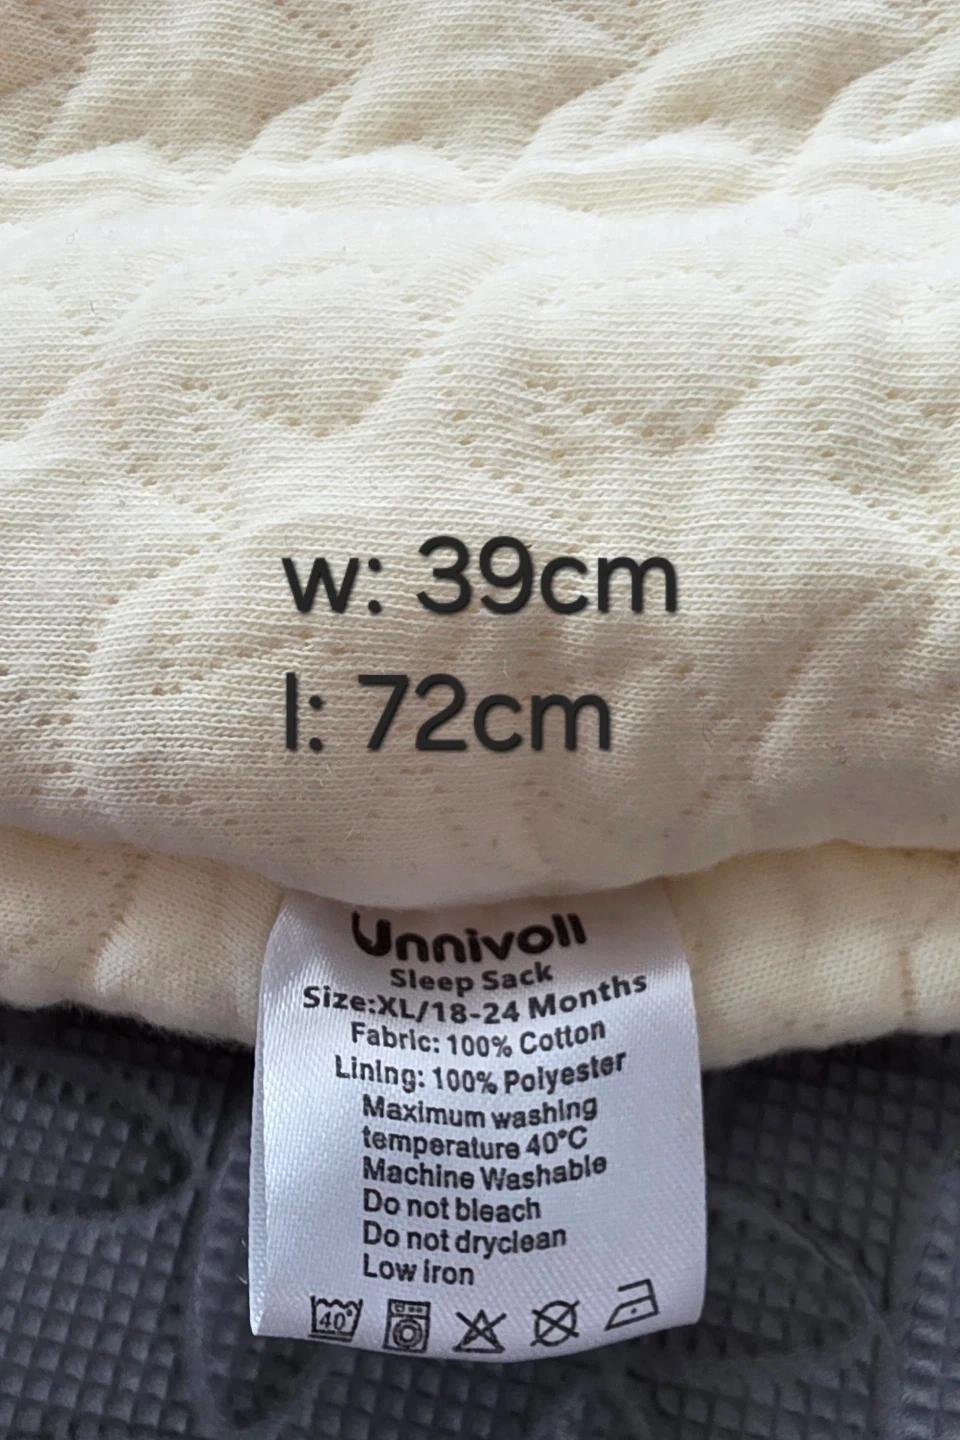 w: 39cm
l: 72cm
Unnivoll
Sleep Sack
Size:XL/18-24 Months
Fabric: 100% Cotton
Lining: 100% Polyester
Maximum washing
temperature 40°C
Machine Washable
Do not bleach
Do not dryclean
Low iron
40°